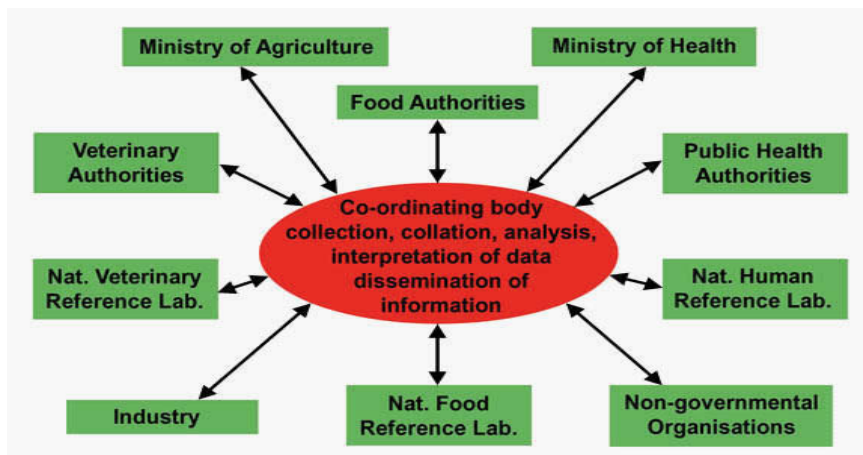 Ministry of Agriculture
Ministry of Health
Food Authorities
Veterinary
Authorities
Public Health
Authorities
Co-ordinating body
collection, collation, analysis,
interpretation of data
dissemination of
information
Nat. Veterinary
Reference Lab.
Nat. Human
Reference Lab.
Industry
Nat. Food
Reference Lab.
Non-governmental
Organisations